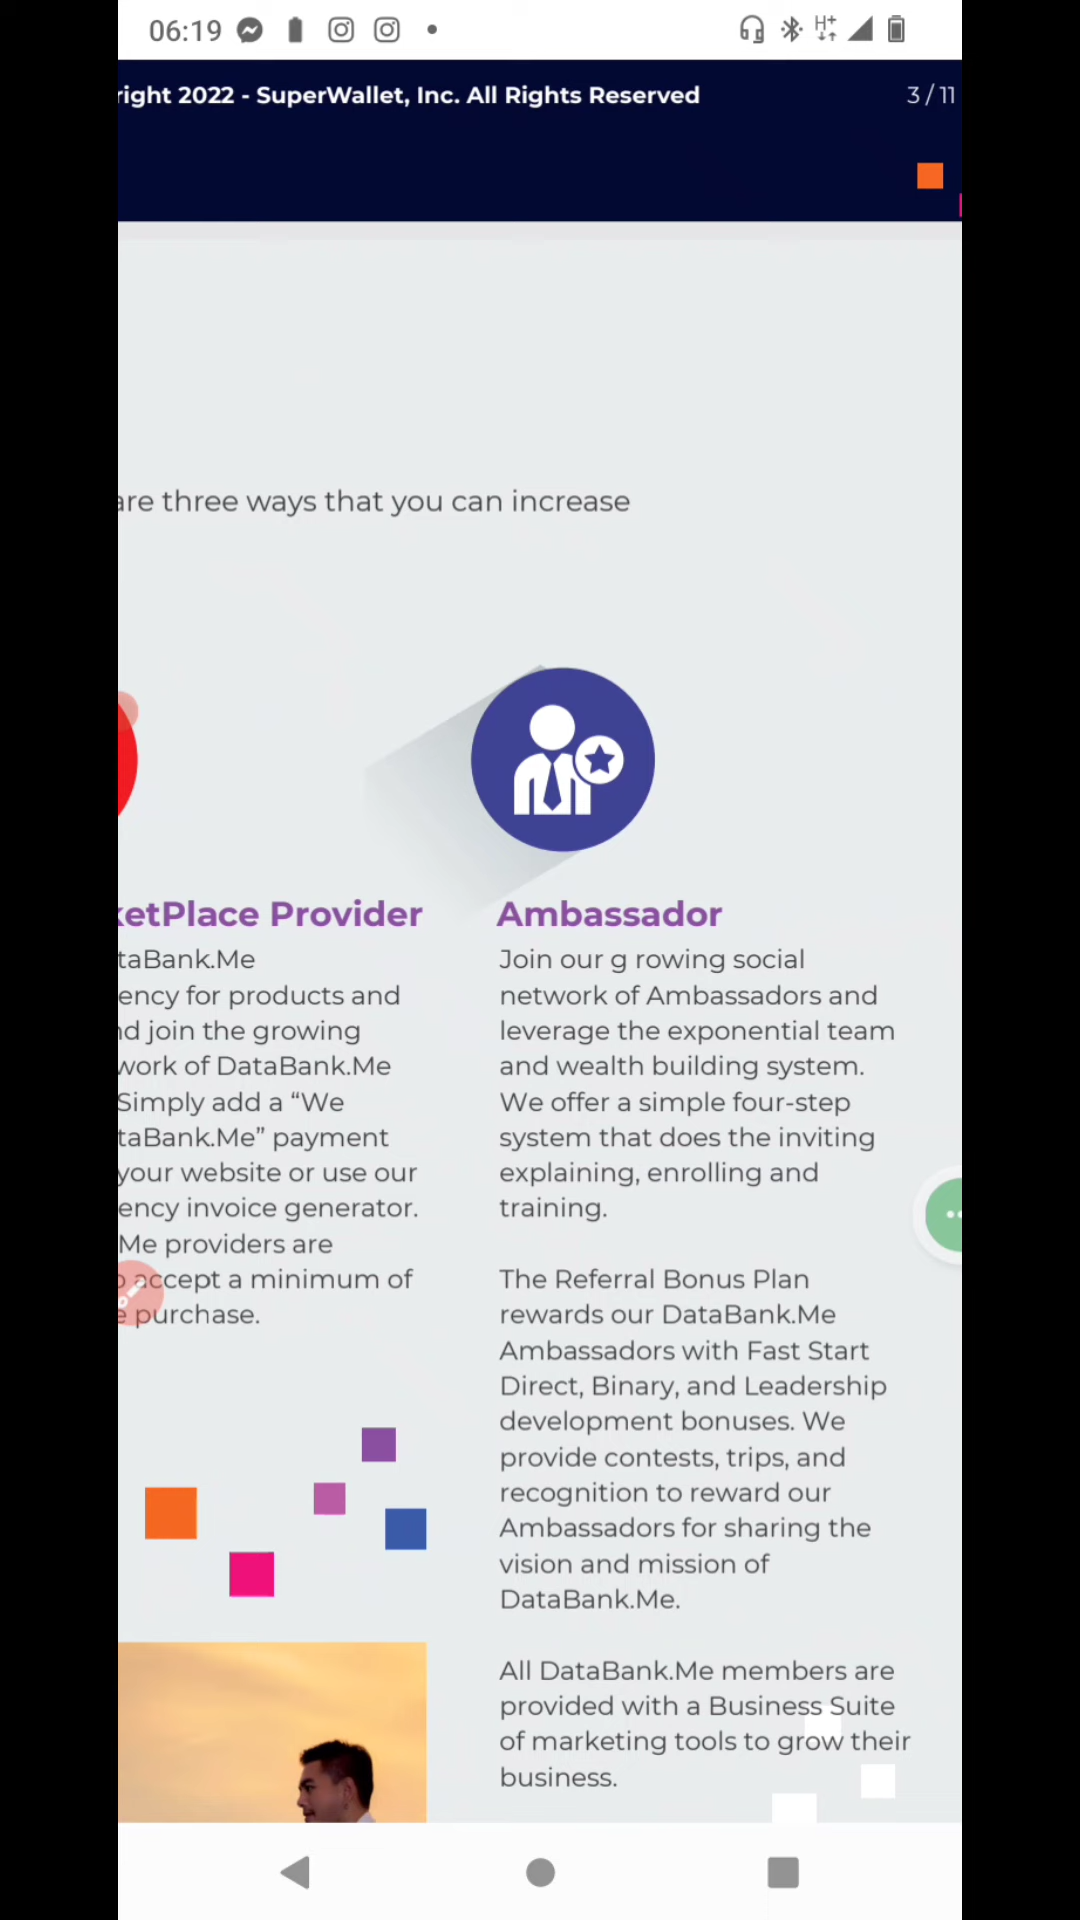 06:19
H+
right 2022 - SuperWallet, Inc. All Rights Reserved
3 / 11
are three ways that you can increase
ketPlace Provider
taBank.Me
ency for products and
nd join the growing
work of DataBank.Me
Simply add a “We
taBank.Me” payment
your website or use our
ency invoice generator.
Me providers are
o accept a minimum of
e purchase.
Ambassador
Join our g rowing social
network of Ambassadors and
leverage the exponential team
and wealth building system.
We offer a simple four-step
system that does the inviting
explaining, enrolling and
training.
The Referral Bonus Plan
rewards our DataBank.Me
Ambassadors with Fast Start
Direct, Binary, and Leadership
development bonuses. We
provide contests, trips, and
recognition to reward our
Ambassadors for sharing the
vision and mission of
DataBank.Me.
All DataBank.Me members are
provided with a Business Suite
of marketing tools to grow their
business.